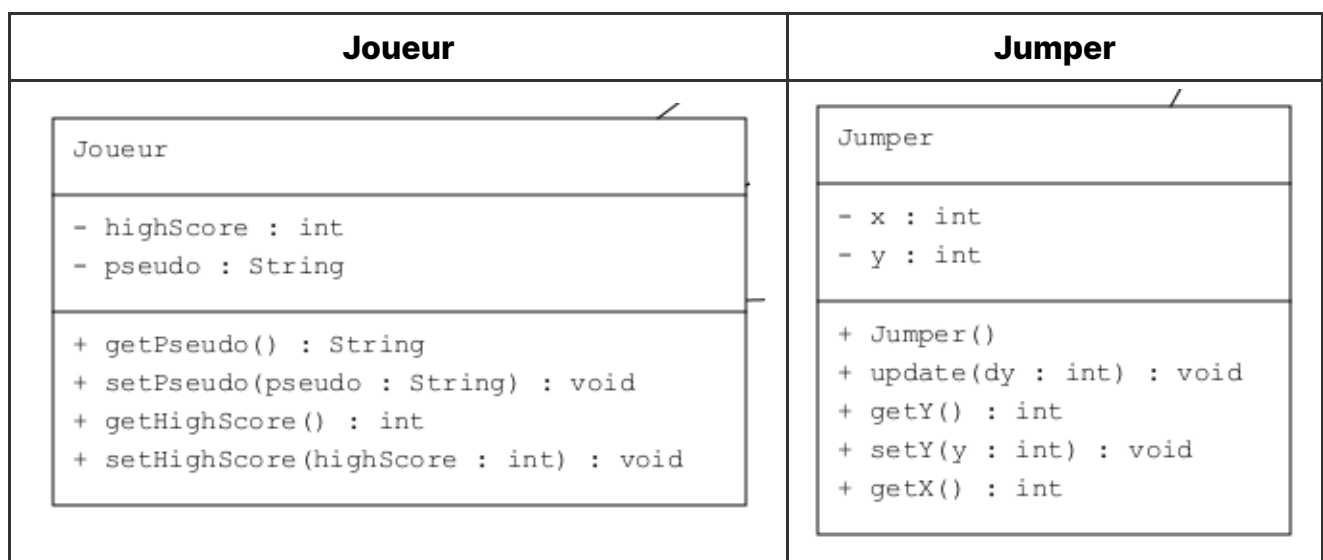 Joueur
Jumper
Joueur
- highScore : int
- pseudo : String
+ getPseudo() : String
+ setPseudo(pseudo : String) : void
+ getHighScore() : int
+ setHighScore(highScore : int) : void
Jumper
- x : int
- y : int
+ Jumper()
+ update(dy : int) : void
+ getY() : int
+ setY(y : int) : void
+ getX() : int